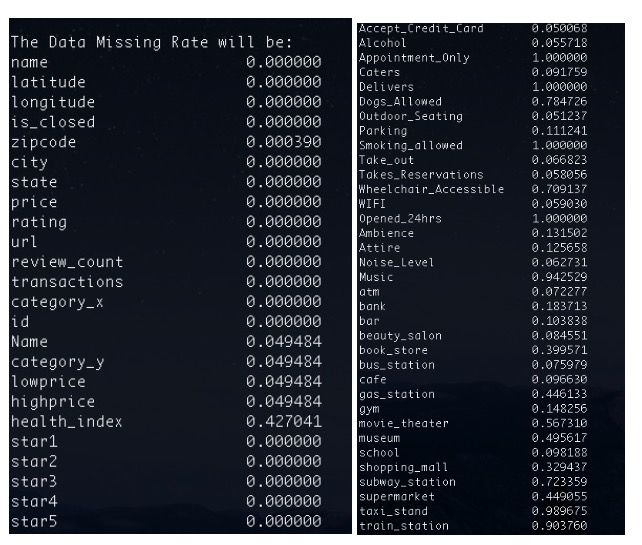 The Data Missing Rate will be:
name 0.000000
latitude 0.000000
longitude 0.000000
is_closed 0.000000
zipcode 0.000390
city 0.000000
state 0.000000
price 0.000000
rating 0.000000
url 0.000000
review_count 0.000000
transactions 0.000000
category_x 0.000000
id 0.000000
Name 0.049484
category_y 0.049484
lowprice 0.049484
highprice 0.049484
health_index 0.427041
star1 0.000000
star2 0.000000
star3 0.000000
star4 0.000000
star5 0.000000
Accept_Credit_Card 0.050068
Alcohol 0.055718
Appointment_Only 1.000000
Caters 0.091759
Delivers 1.000000
Dogs_Allowed 0.784726
Outdoor_Seating 0.051237
Parking 0.111241
Smoking_allowed 1.000000
Take_out 0.066823
Takes_Reservations 0.058056
Wheelchair_Accessible 0.709137
WIFI 0.059030
Opened_24hrs 1.000000
Ambience 0.131502
Attire 0.125658
Noise_Level 0.062731
Music 0.942529
atm 0.072277
bank 0.183713
bar 0.103838
beauty_salon 0.084551
book_store 0.399571
bus_station 0.075979
cafe 0.096630
gas_station 0.446133
gym 0.148256
movie_theater 0.567310
museum 0.495617
school 0.098188
shopping_mall 0.329437
subway_station 0.723359
supermarket 0.449055
taxi_stand 0.989675
train_station 0.903760